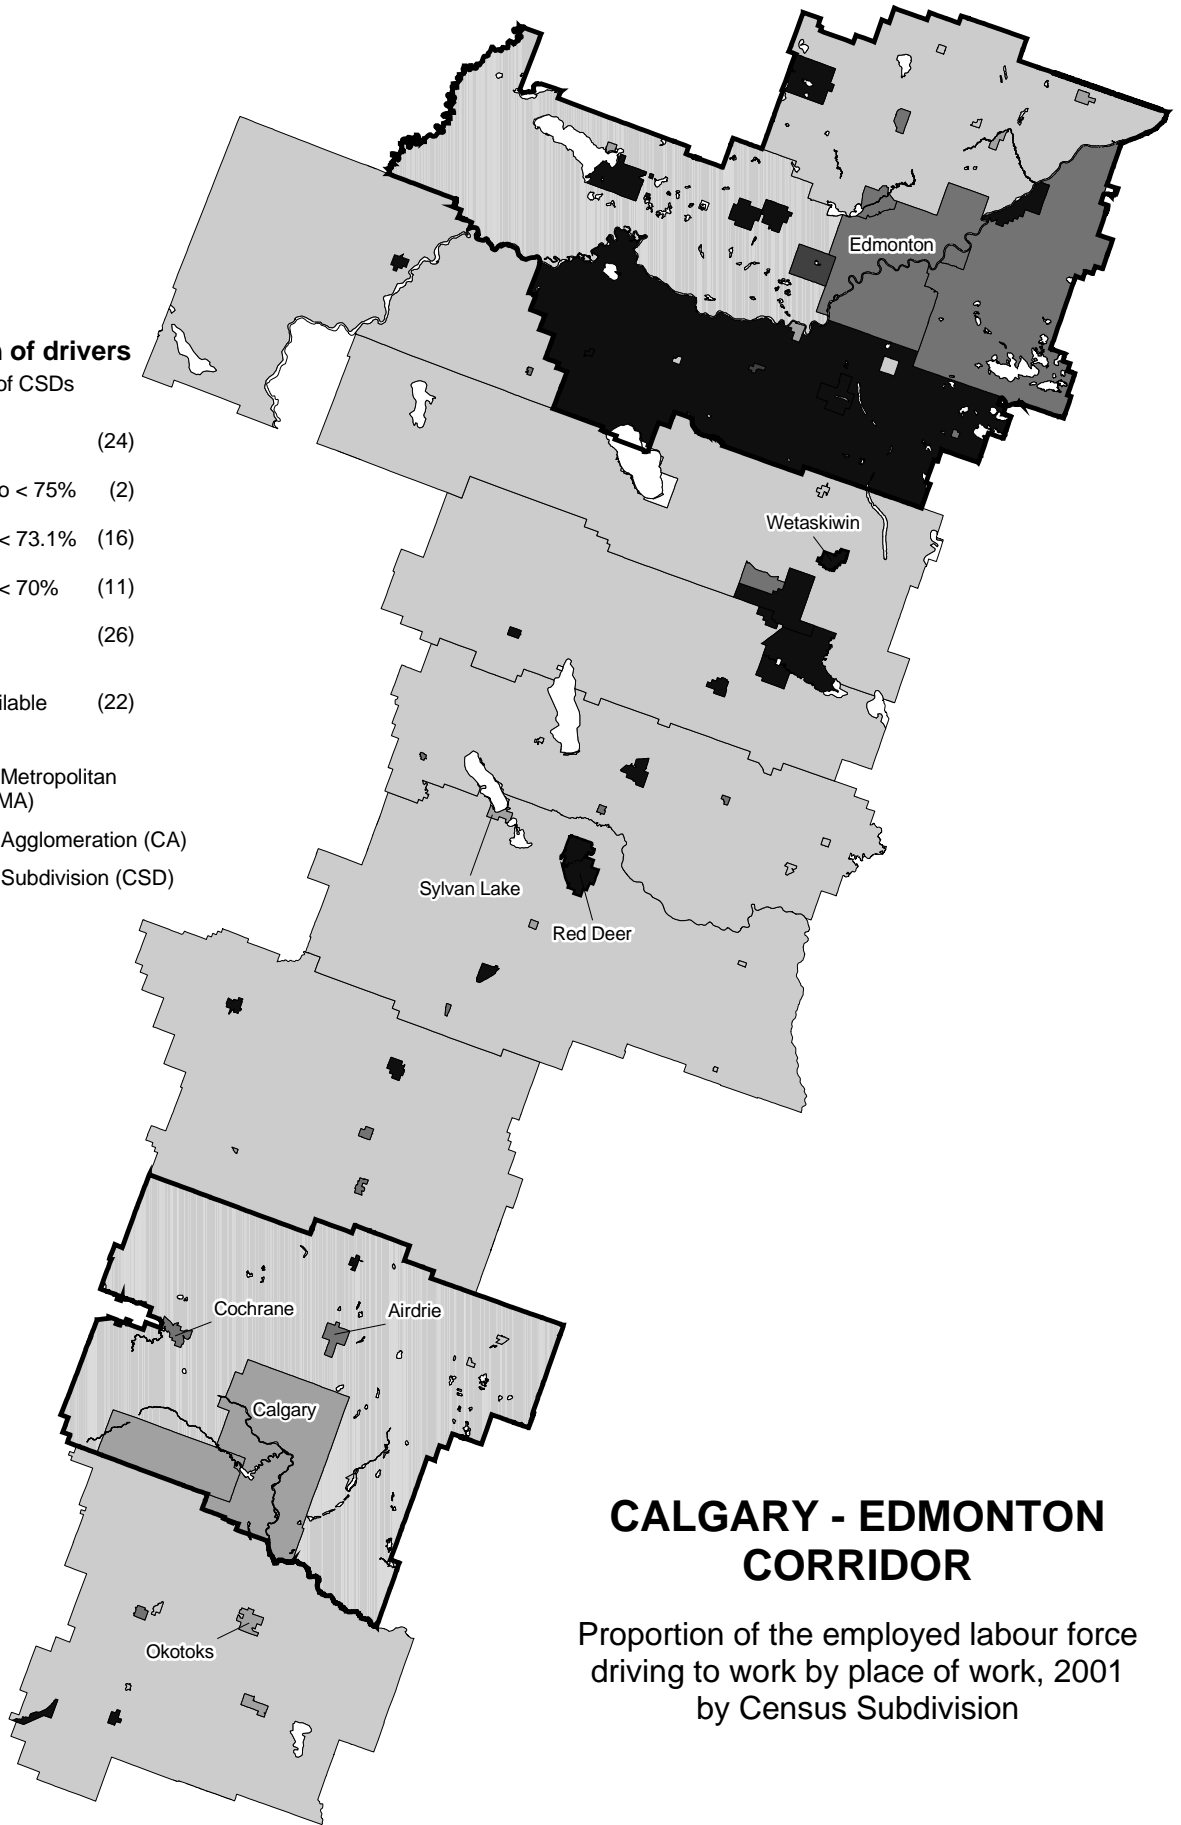 of drivers
of CSDs
(24)
< 75% (2)
< 73.1% (16)
< 70% (11)
(26)
(22)
Metropolitan
Agglomeration (CA)
Subdivision (CSD)
Edmonton
Wetaskiwin
Sylvan Lake
Red Deer
Cochrane
Airdrie
Calgary
Okotoks
CALGARY - EDMONTON
CORRIDOR
Proportion of the employed labour force
driving to work by place of work, 2001
by Census Subdivision